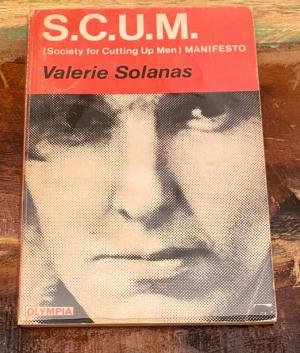 S.C.U.M.
(Society for Cutting Up Men) MANIFESTO
Valerie Solanas
OLYMPIA